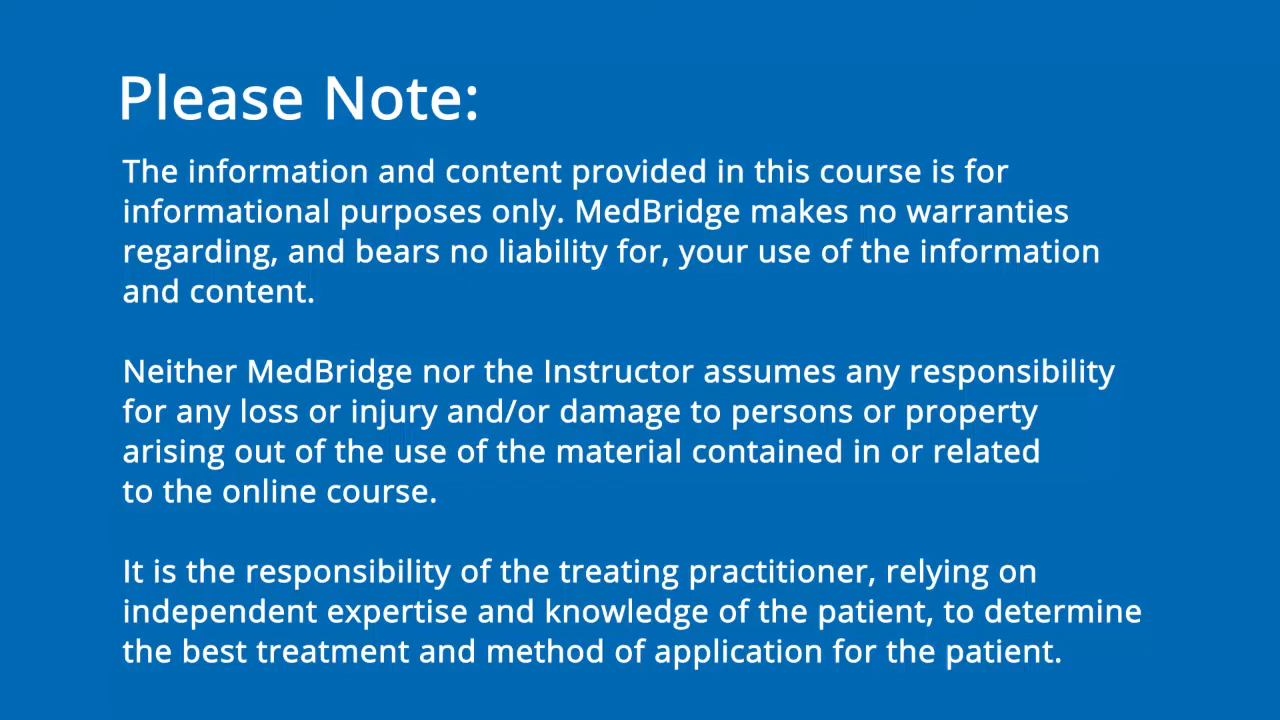 Please Note:
The information and content provided in this course is for
informational purposes only. MedBridge makes no warranties
regarding, and bears no liability for, your use of the information
and content.
Neither MedBridge nor the Instructor assumes any responsibility
for any loss or injury and/or damage to persons or property
arising out of the use of the material contained in or related
to the online course.
It is the responsibility of the treating practitioner, relying on
independent expertise and knowledge of the patient, to determine
the best treatment and method of application for the patient.